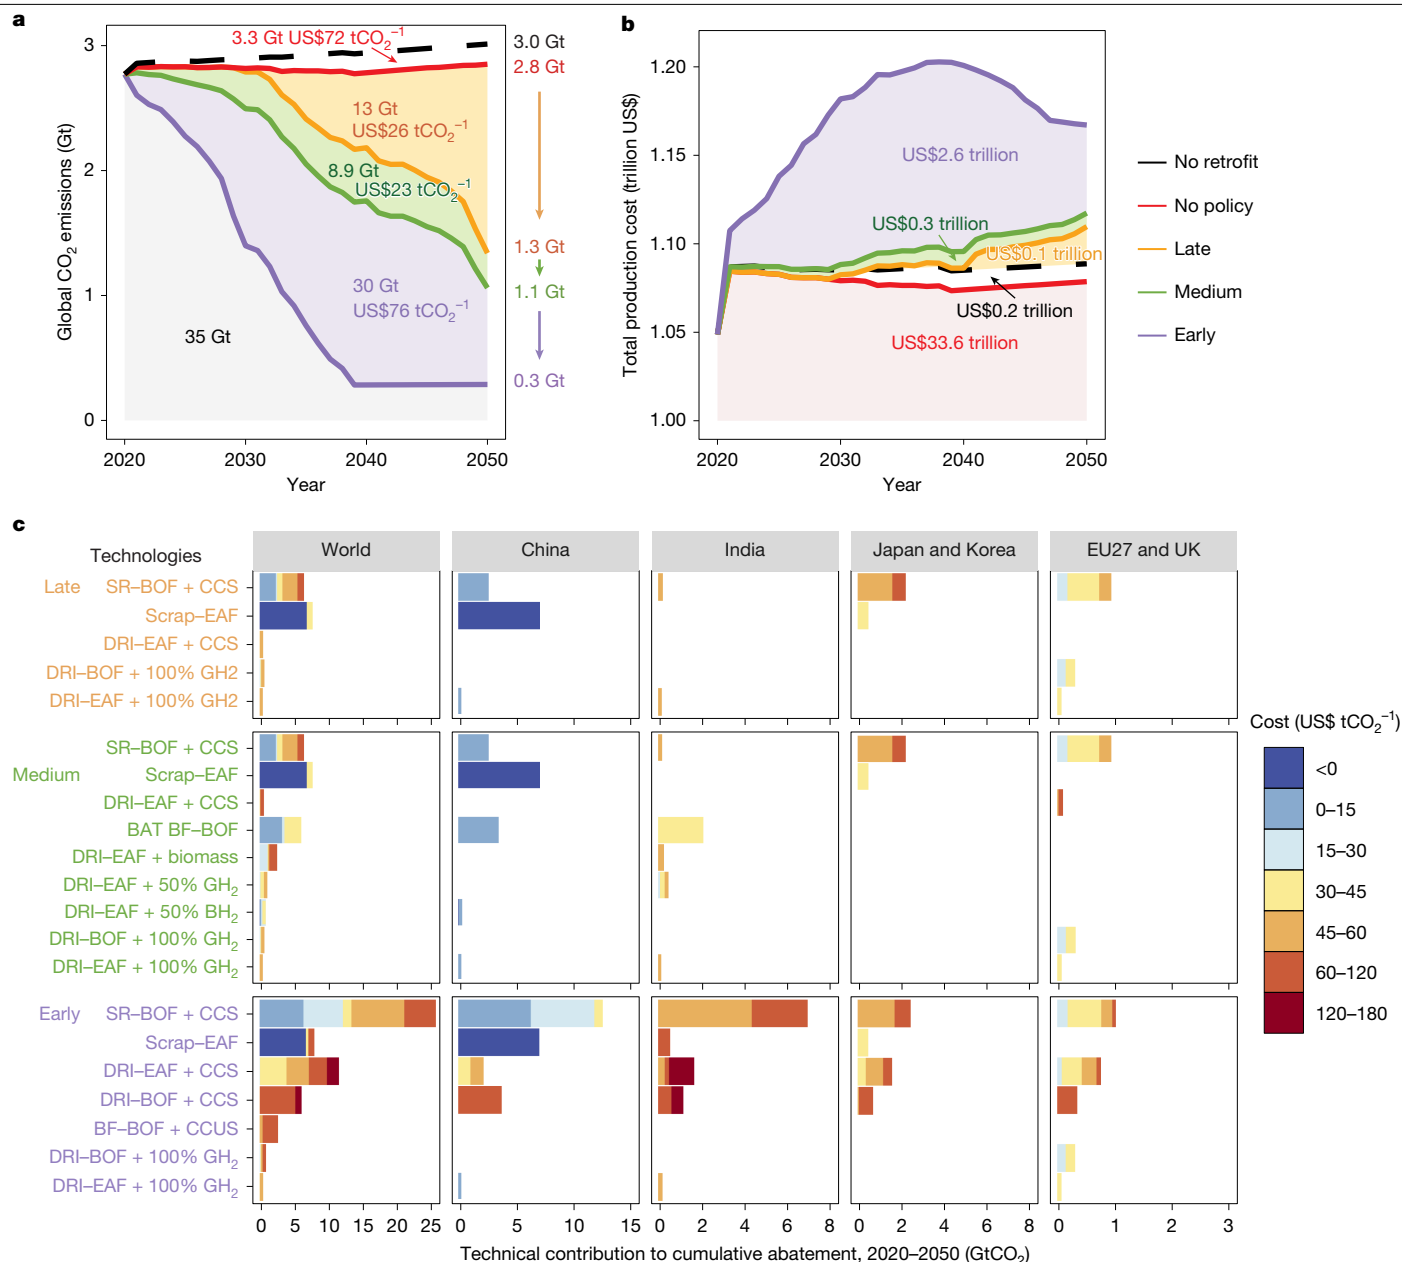 a
3
2
1
0
Global CO2 emissions (Gt)
2020 2030 2040 2050
Year
3.3 Gt US$72 tCO2−1
13 Gt
US$26 tCO2−1
8.9 Gt
US$23 tCO2−1
30 Gt
US$76 tCO2−1
35 Gt
3.0 Gt
2.8 Gt
1.3 Gt
1.1 Gt
0.3 Gt
b
1.20
1.15
1.10
1.05
1.00
Total production cost (trillion US$)
2020 2030 2040 2050
Year
US$2.6 trillion
US$0.3 trillion
US$0.1 trillion
US$0.2 trillion
US$33.6 trillion
No retrofit
No policy
Late
Medium
Early
c
Technologies
World China India Japan and Korea EU27 and UK
Late SR–BOF + CCS
Scrap–EAF
DRI–EAF + CCS
DRI–BOF + 100% GH2
DRI–EAF + 100% GH2
SR–BOF + CCS
Medium Scrap–EAF
DRI–EAF + CCS
BAT BF–BOF
DRI–EAF + biomass
DRI–EAF + 50% GH2
DRI–EAF + 50% BH2
DRI–BOF + 100% GH2
DRI–EAF + 100% GH2
Early SR–BOF + CCS
Scrap–EAF
DRI–EAF + CCS
DRI–BOF + CCS
BF–BOF + CCUS
DRI–BOF + 100% GH2
DRI–EAF + 100% GH2
0 5 10 15 20 25 0 5 10 15 0 2 4 6 8 0 2 4 6 8 0 1 2 3
Technical contribution to cumulative abatement, 2020–2050 (GtCO2)
Cost (US$ tCO2−1)
<0
0–15
15–30
30–45
45–60
60–120
120–180